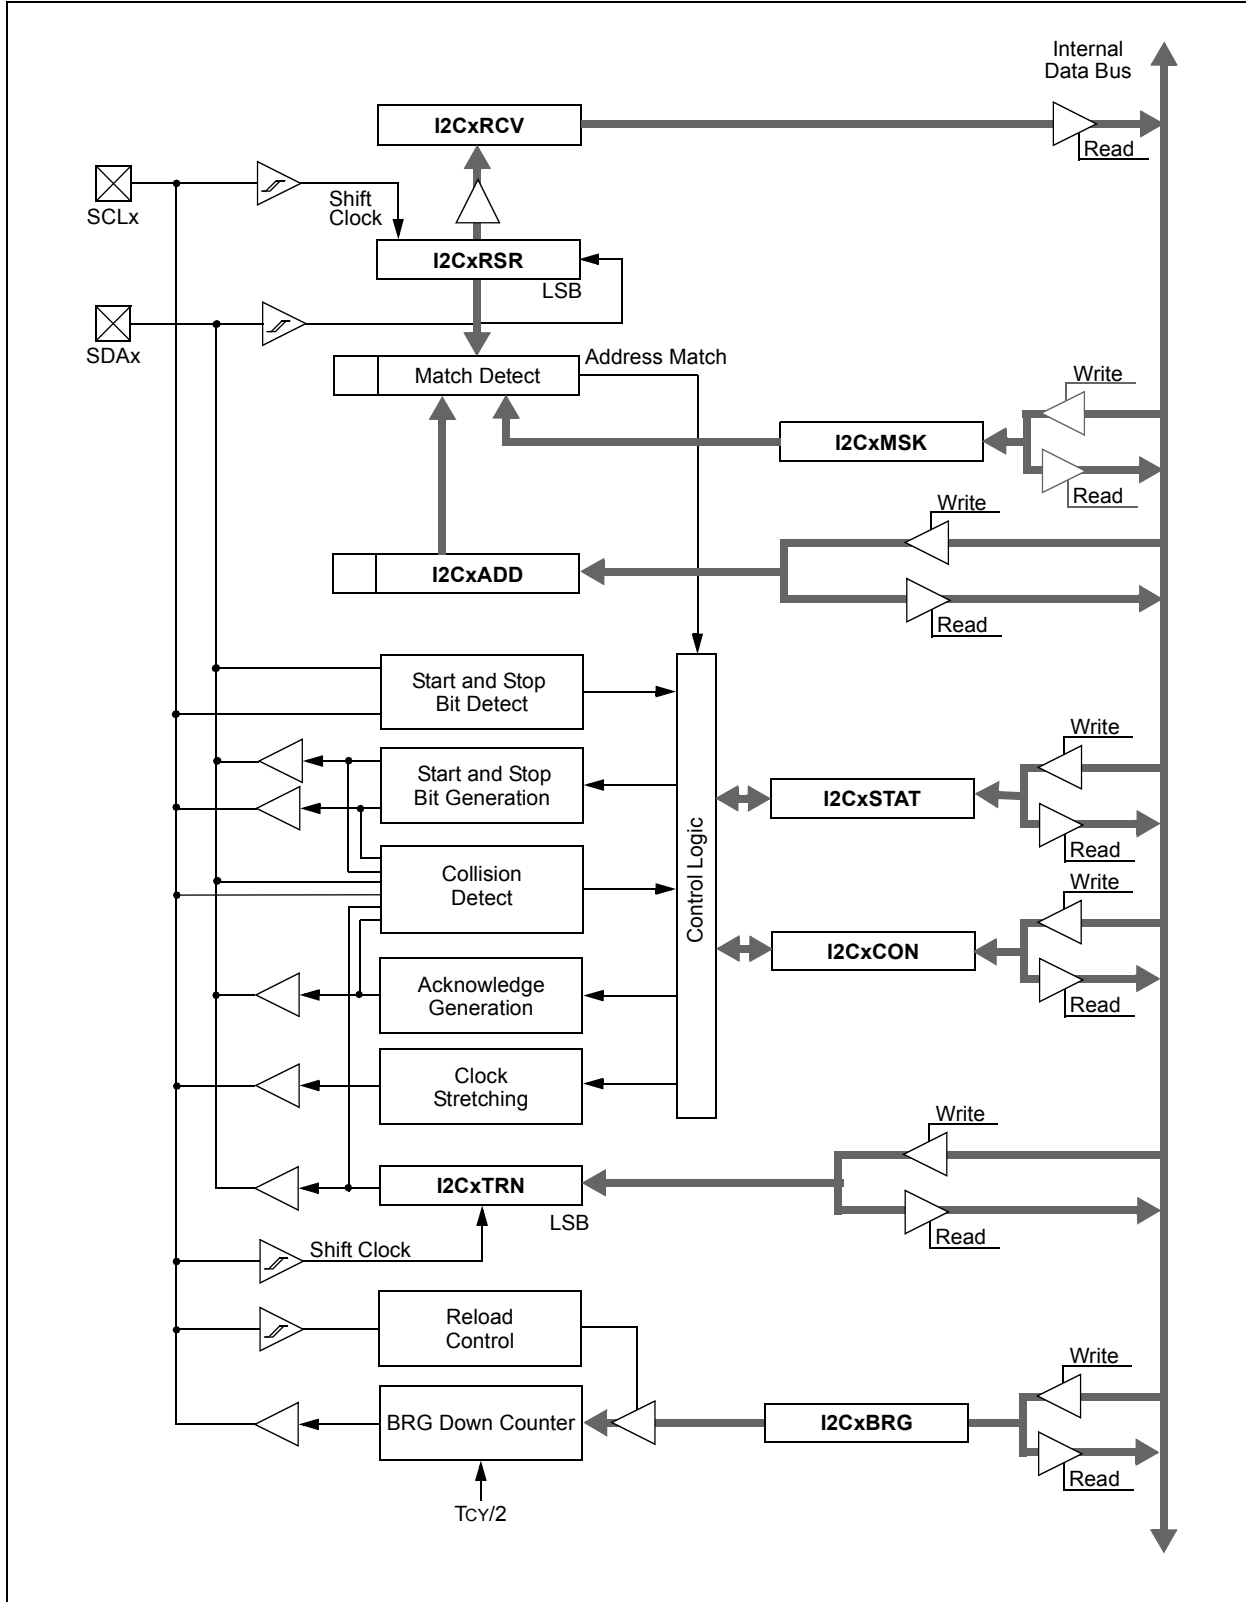 Internal
Data Bus
I2CxRCV
Read
SCLx
Shift
Clock
I2CxRSR
LSB
SDAx
Address Match
Match Detect
Write
I2CxMSK
Read
Write
I2CxADD
Read
Start and Stop
Bit Detect
Write
Start and Stop
Bit Generation
I2CxSTAT
Control Logic
Read
Collision
Detect
Write
I2CxCON
Read
Acknowledge
Generation
Clock
Stretching
Write
I2CxTRN
LSB
Read
Shift Clock
Reload
Control
Write
BRG Down Counter
I2CxBRG
Read
TCY/2